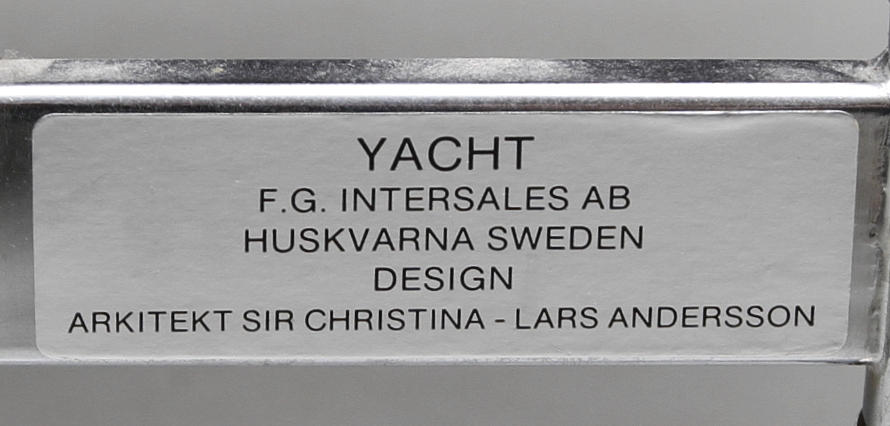 YACHT
F.G. INTERSALES AB
HUSKVARNA SWEDEN
DESIGN
ARKITEKT SIR CHRISTINA - LARS ANDERSSON